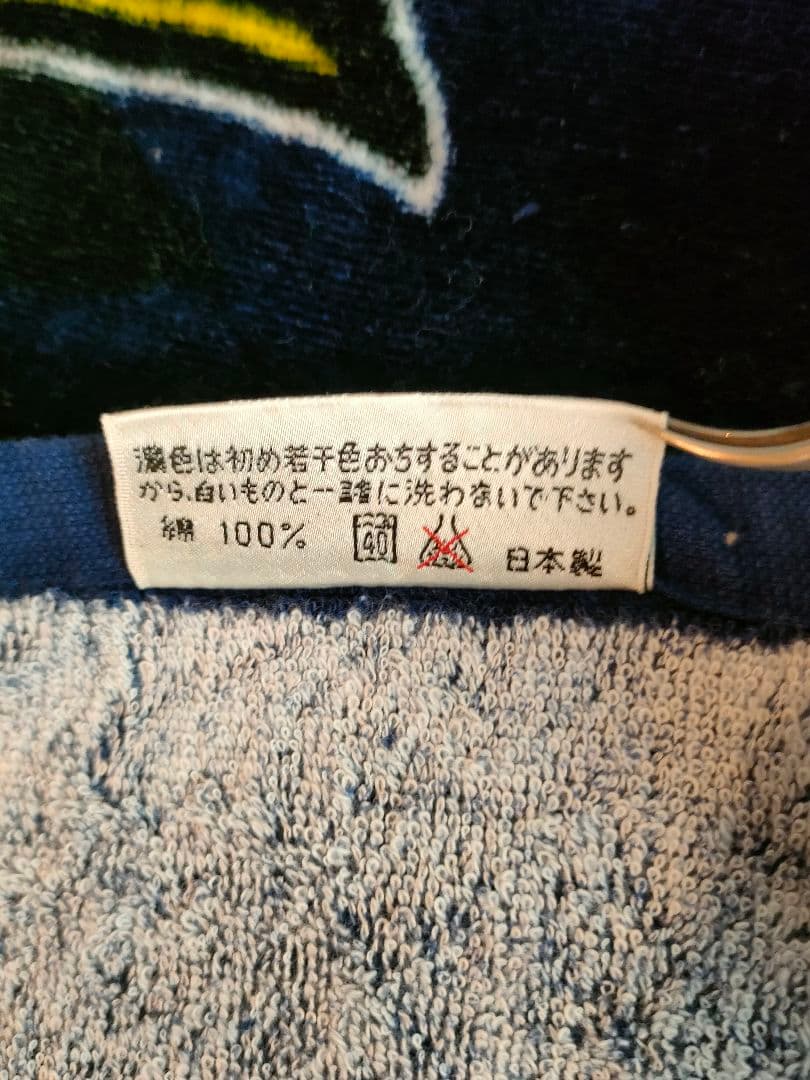 濃色は初め若干色おちすることがあります
から、白いものと一諸に洗わないで下さい。
綿 100% 40 日本製